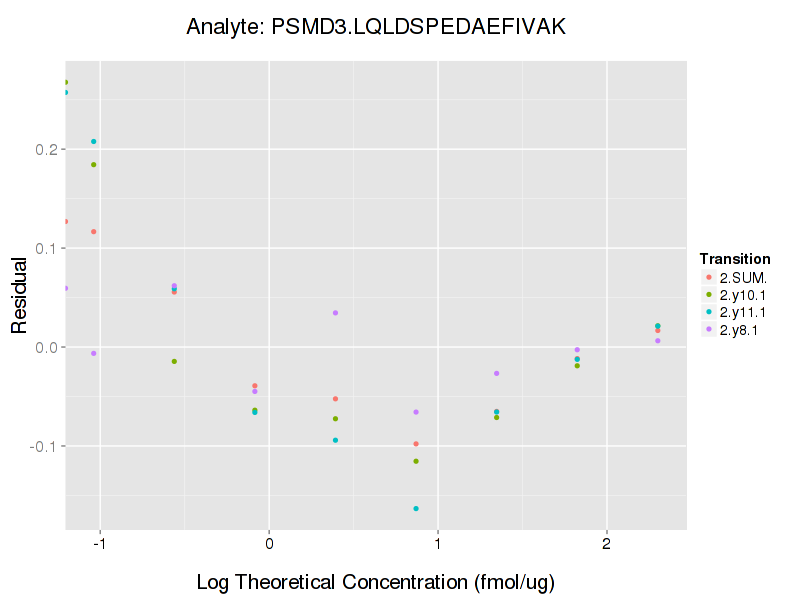 Analyte: PSMD3.LQLDSPEDAEFIVAK
0.2
0.1
0.0
-0.1
Residual
-1
0
1
2
Log Theoretical Concentration (fmol/ug)
Transition
2.SUM.
2.y10.1
2.y11.1
2.y8.1